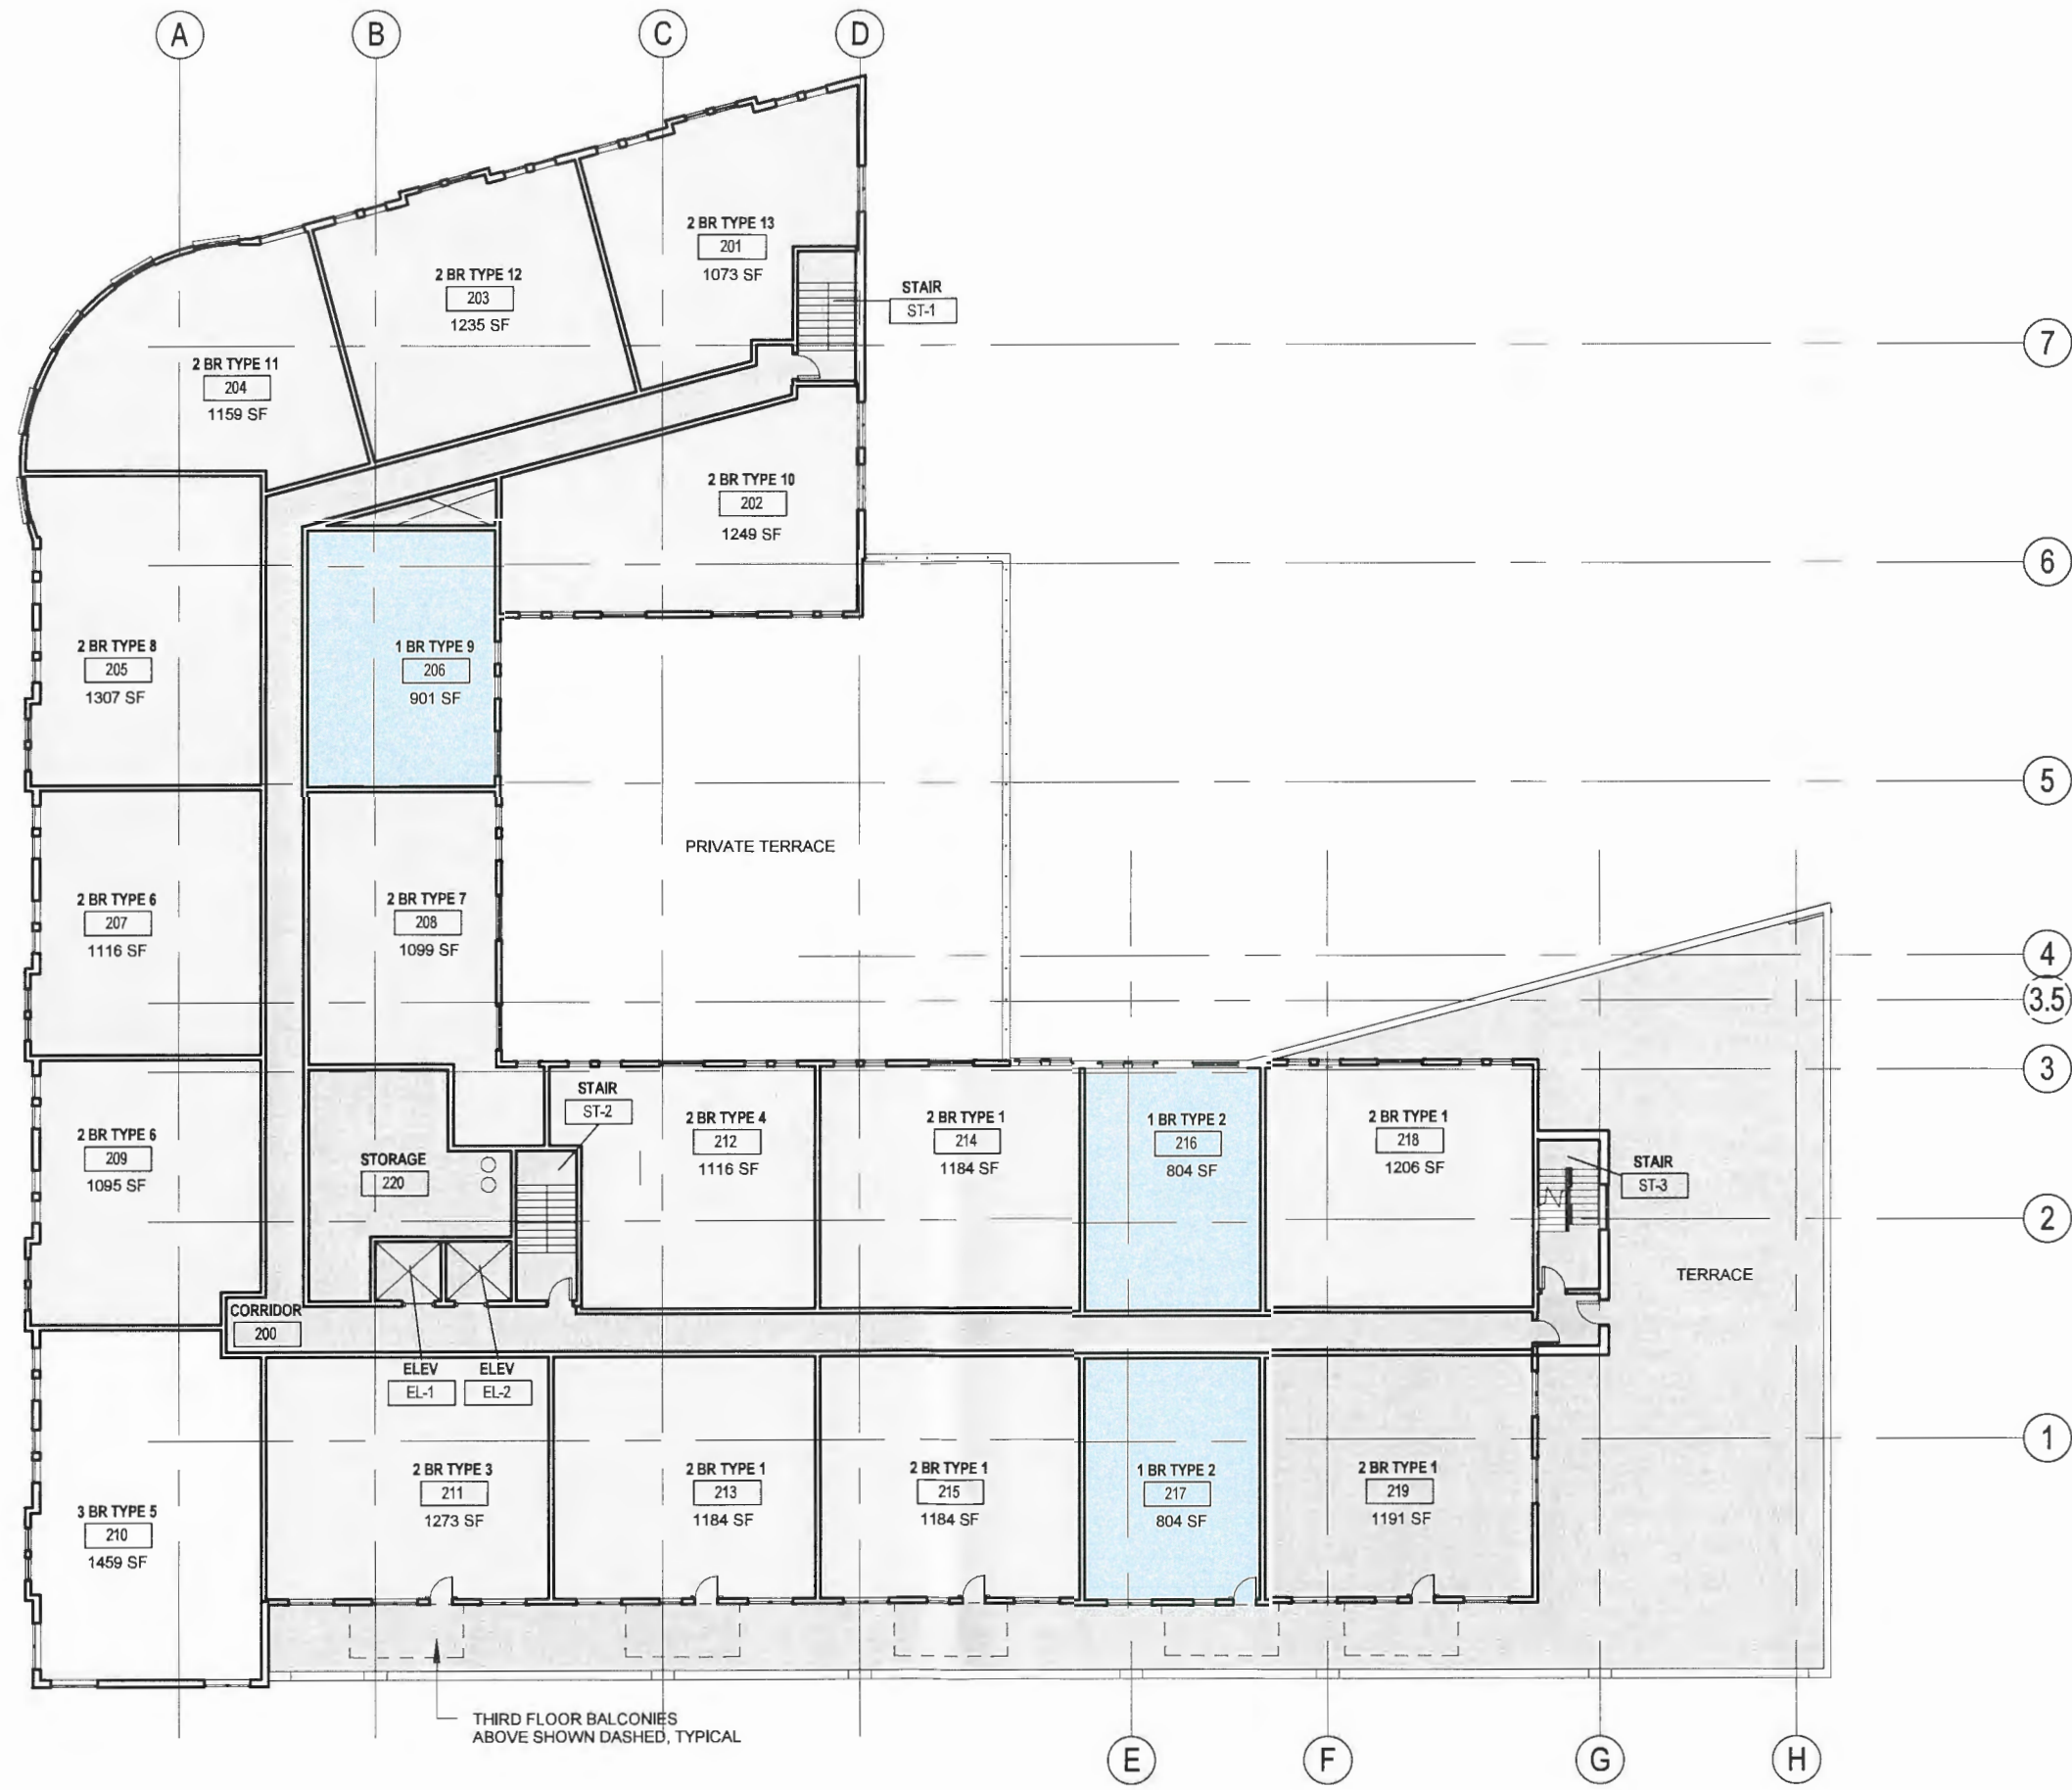 A
B
C
D
2 BR TYPE 13
201
1073 SF
2 BR TYPE 12
203
1235 SF
STAIR
ST-1
7
2 BR TYPE 11
204
1159 SF
2 BR TYPE 10
202
1249 SF
6
2 BR TYPE 8
205
1307 SF
1 BR TYPE 9
206
901 SF
5
PRIVATE TERRACE
2 BR TYPE 6
207
1116 SF
2 BR TYPE 7
208
1099 SF
4
3.5
3
STAIR
ST-2
2 BR TYPE 4
212
1116 SF
2 BR TYPE 1
214
1184 SF
1 BR TYPE 2
216
804 SF
2 BR TYPE 1
218
1206 SF
2 BR TYPE 6
209
1095 SF
STORAGE
220
STAIR
ST-3
2
TERRACE
CORRIDOR
200
ELEV
EL-1
ELEV
EL-2
1
2 BR TYPE 3
211
1273 SF
2 BR TYPE 1
213
1184 SF
2 BR TYPE 1
215
1184 SF
1 BR TYPE 2
217
804 SF
2 BR TYPE 1
219
1191 SF
3 BR TYPE 5
210
1459 SF
THIRD FLOOR BALCONIES
ABOVE SHOWN DASHED, TYPICAL
E
F
G
H